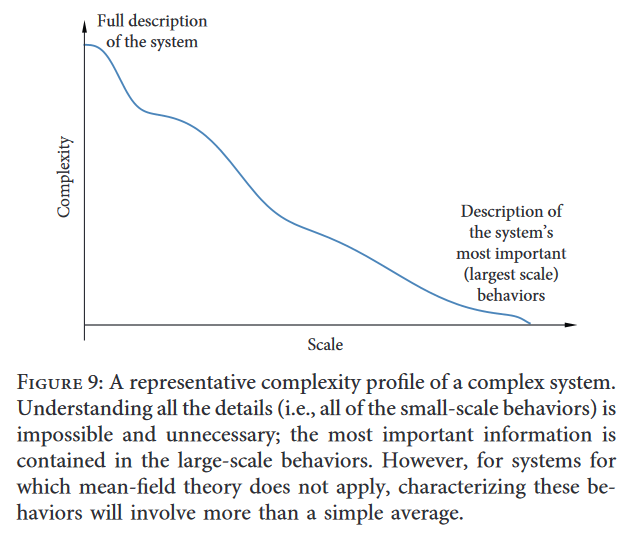 Full description
of the system
Complexity
Description of
the system's
most important
(largest scale)
behaviors
Scale
FIGURE 9: A representative complexity profile of a complex system.
Understanding all the details (i.e., all of the small-scale behaviors) is
impossible and unnecessary; the most important information is
contained in the large-scale behaviors. However, for systems for
which mean-field theory does not apply, characterizing these be-
haviors will involve more than a simple average.